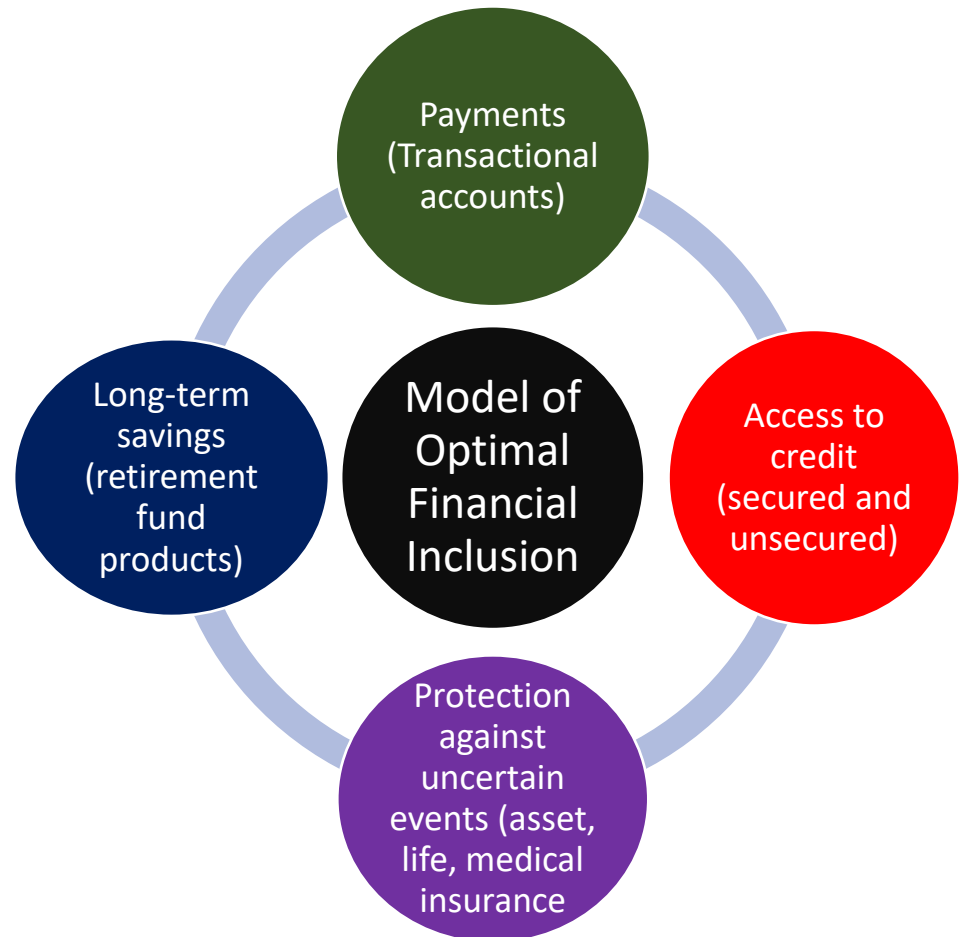 Payments
(Transactional
accounts)
Long-term
savings
(retirement
fund
products)
Model of
Optimal
Financial
Inclusion
Access to
credit
(secured and
unsecured)
Protection
against
uncertain
events (asset,
life, medical
insurance